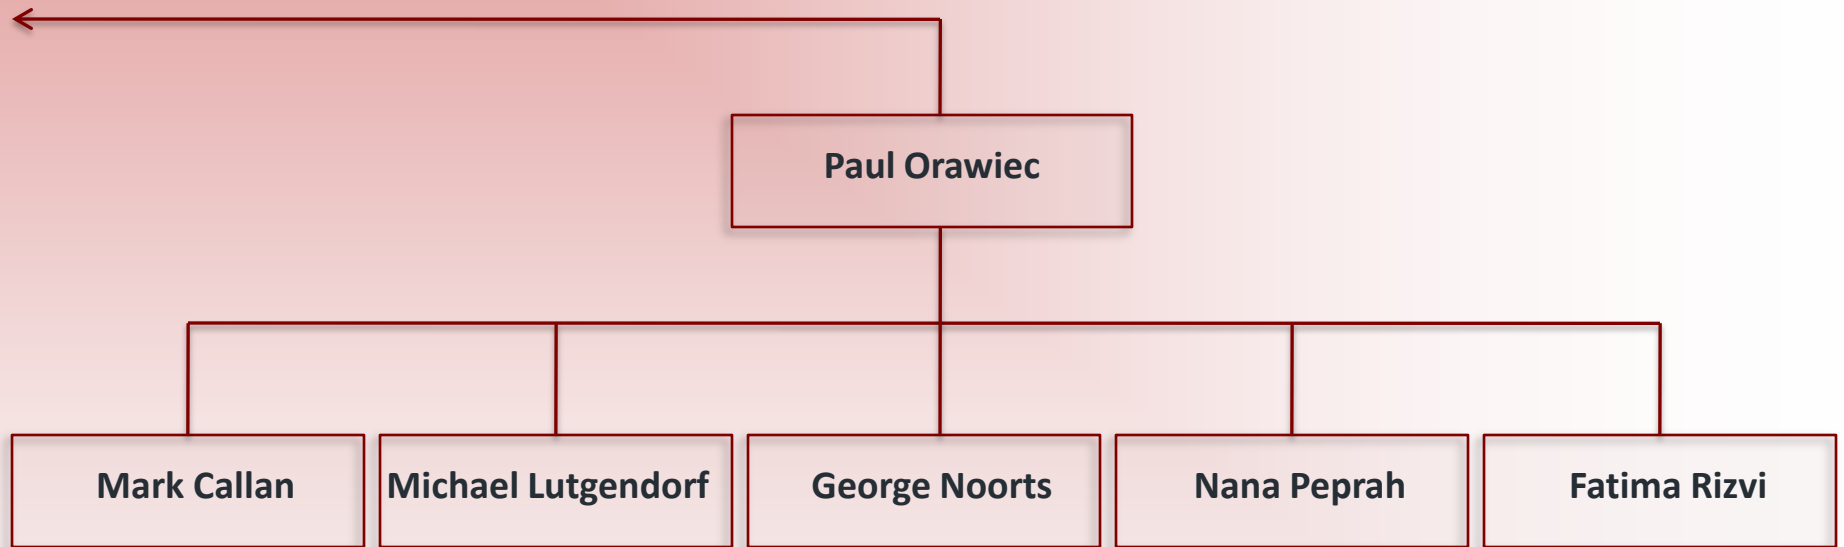 Paul Orawiec
Mark Callan
Michael Lutgendorf
George Noorts
Nana Peprah
Fatima Rizvi